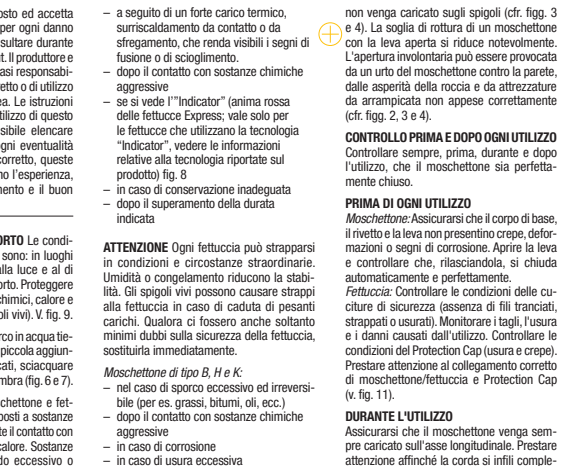 osto ed accetta
per ogni danno
sultare durante
it. Il produttore e
asi responsabi-
retto o di utilizzo
ea. Le istruzioni
tilizzo di questo
sibile elencare
ogni eventualità
corretto, queste
no l'esperienza,
mento e il buon
ORTO Le condi-
sono: in luoghi
alla luce e al di
orto. Proteggere
chimici, calore e
oli vivi). V. fig. 9.
rco in acqua tie-
piccola aggiun-
cati, sciacquare
mbra (fig. 6 e 7).
schettone e fet-
posti a sostanze
te il contatto con
calore. Sostanze
do eccessivo o
– a seguito di un forte carico termico,
surriscaldamento da contatto o da
sfregamento, che renda visibili i segni di
fusione o di scioglimento.
– dopo il contatto con sostanze chimiche
aggressive
– se si vede l'"Indicator" (anima rossa
delle fettucce Express; vale solo per
le fettucce che utilizzano la tecnologia
"Indicator", vedere le informazioni
relative alla tecnologia riportate sul
prodotto) fig. 8
– in caso di conservazione inadeguata
– dopo il superamento della durata
indicata
ATTENZIONE Ogni fettuccia può strapparsi
in condizioni e circostanze straordinarie.
Umidità o congelamento riducono la stabi-
lità. Gli spigoli vivi possono causare strappi
alla fettuccia in caso di caduta di pesanti
carichi. Qualora ci fossero anche soltanto
minimi dubbi sulla sicurezza della fettuccia,
sostituirla immediatamente.
Moschettone di tipo B, H e K:
– nel caso di sporco eccessivo ed irreversi-
bile (per es. grassi, bitumi, oli, ecc.)
– dopo il contatto con sostanze chimiche
aggressive
– in caso di corrosione
– in caso di usura eccessiva
non venga caricato sugli spigoli (cfr. figg. 3
e 4). La soglia di rottura di un moschettone
con la leva aperta si riduce notevolmente.
L'apertura involontaria può essere provocata
da un urto del moschettone contro la parete,
dalle asperità della roccia e da attrezzature
da arrampicata non appese correttamente
(cfr. figg. 2, 3 e 4).
CONTROLLO PRIMA E DOPO OGNI UTILIZZO
Controllare sempre, prima, durante e dopo
l'utilizzo, che il moschettone sia perfetta-
mente chiuso.
PRIMA DI OGNI UTILIZZO
Moschettone: Assicurarsi che il corpo di base,
il rivetto e la leva non presentino crepe, defor-
mazioni o segni di corrosione. Aprire la leva
e controllare che, rilasciandola, si chiuda
automaticamente e perfettamente.
Fettuccia: Controllare le condizioni delle cu-
citure di sicurezza (assenza di fili tranciati,
strappati o usurati). Monitorare i tagli, l'usura
e i danni causati dall'utilizzo. Controllare le
condizioni del Protection Cap (usura e crepe).
Prestare attenzione al collegamento corretto
di moschettone/fettuccia e Protection Cap
(v. fig. 11).
DURANTE L'UTILIZZO
Assicurarsi che il moschettone venga sem-
pre caricato sull'asse longitudinale. Prestare
attenzione affinché la corda si infili comple-